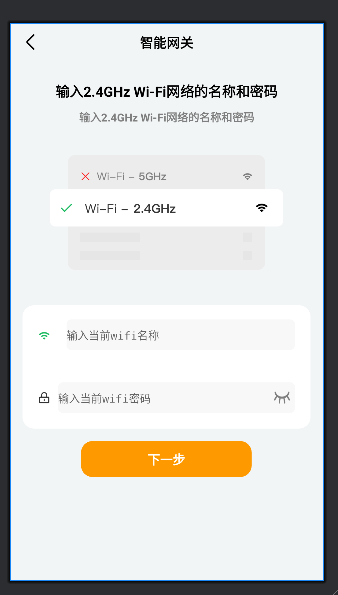 智能网关
输入2.4GHz Wi-Fi网络的名称和密码
输入2.4GHz Wi-Fi网络的名称和密码
Wi-Fi - 5GHz
Wi-Fi - 2.4GHz
输入当前wifi名称
输入当前wifi密码
下一步